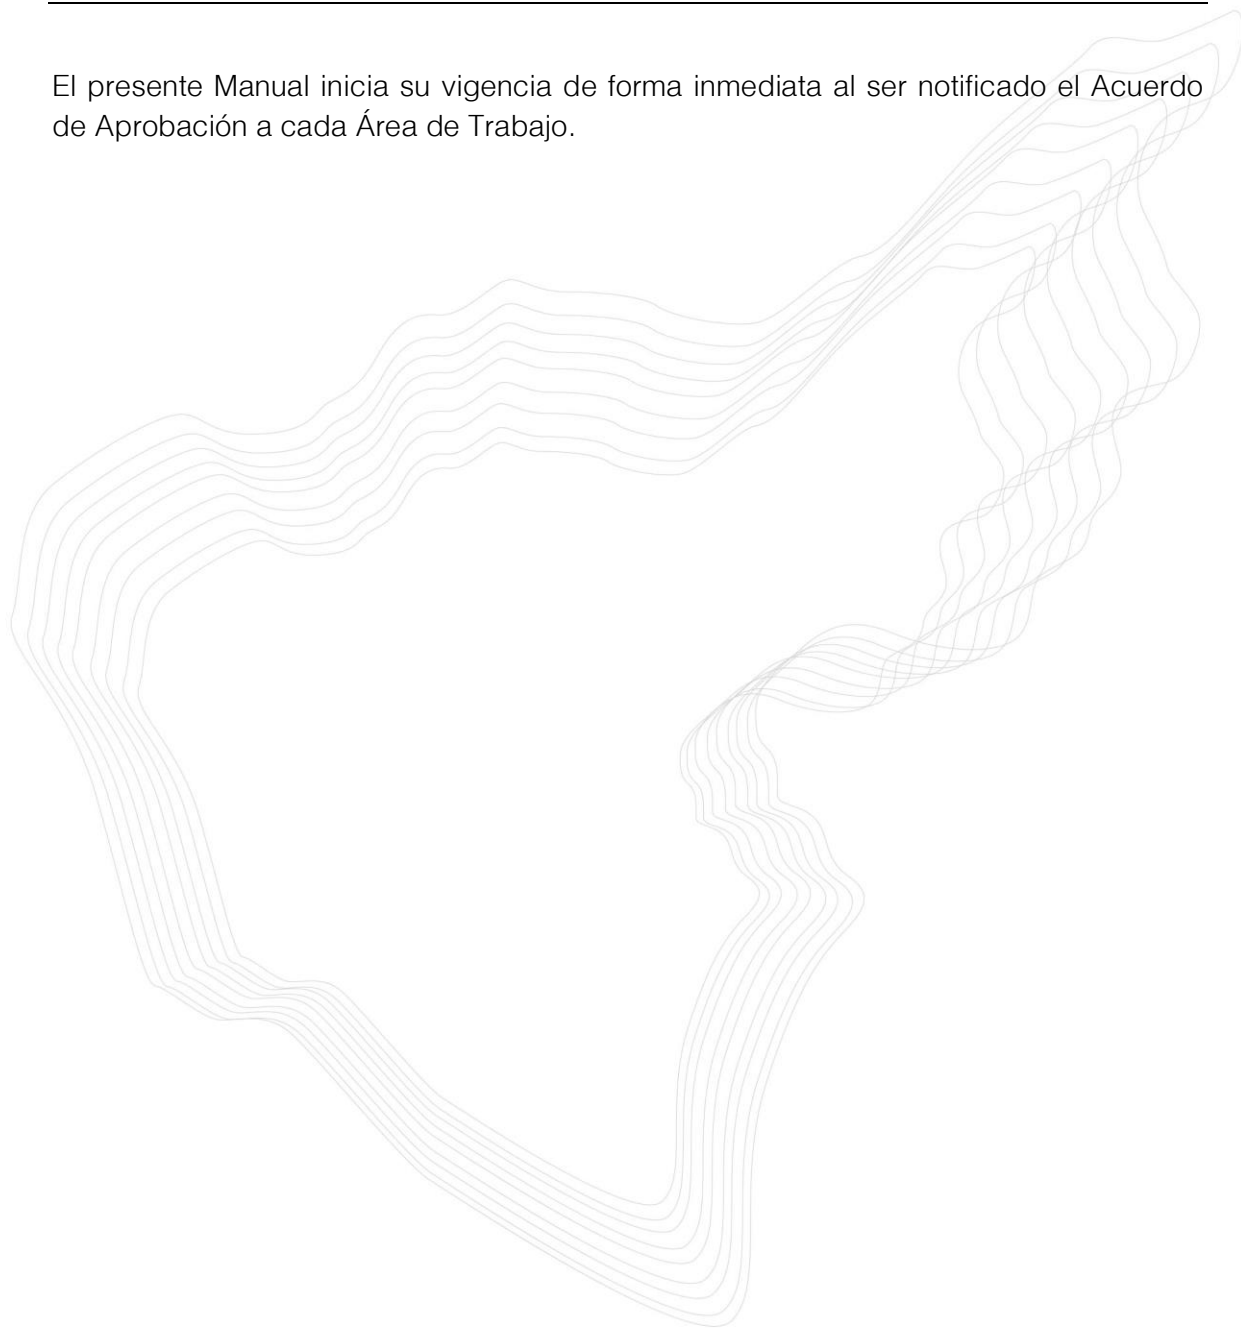 El presente Manual inicia su vigencia de forma inmediata al ser notificado el Acuerdo
de Aprobación a cada Área de Trabajo.